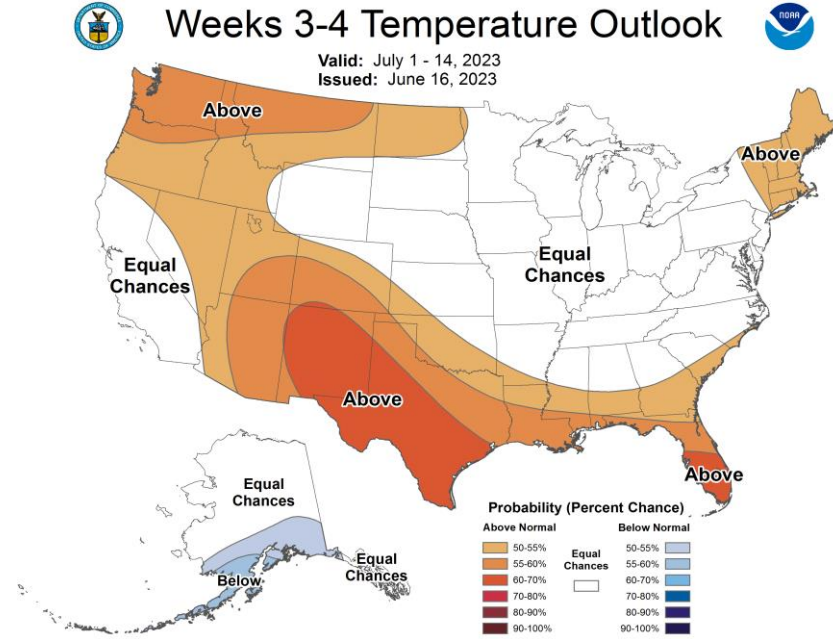 Weeks 3-4 Temperature Outlook
NOAA
Valid: July 1 - 14, 2023
Issued: June 16, 2023
Above
Above
Equal
Chances
Equal
Chances
Above
Above
Equal
Chances
Equal
Chances
Below
Probability (Percent Chance)
Above Normal
Below Normal
Equal
Chances
50-55%
55-60%
60-70%
70-80%
80-90%
90-100%
50-55%
55-60%
60-70%
70-80%
80-90%
90-100%